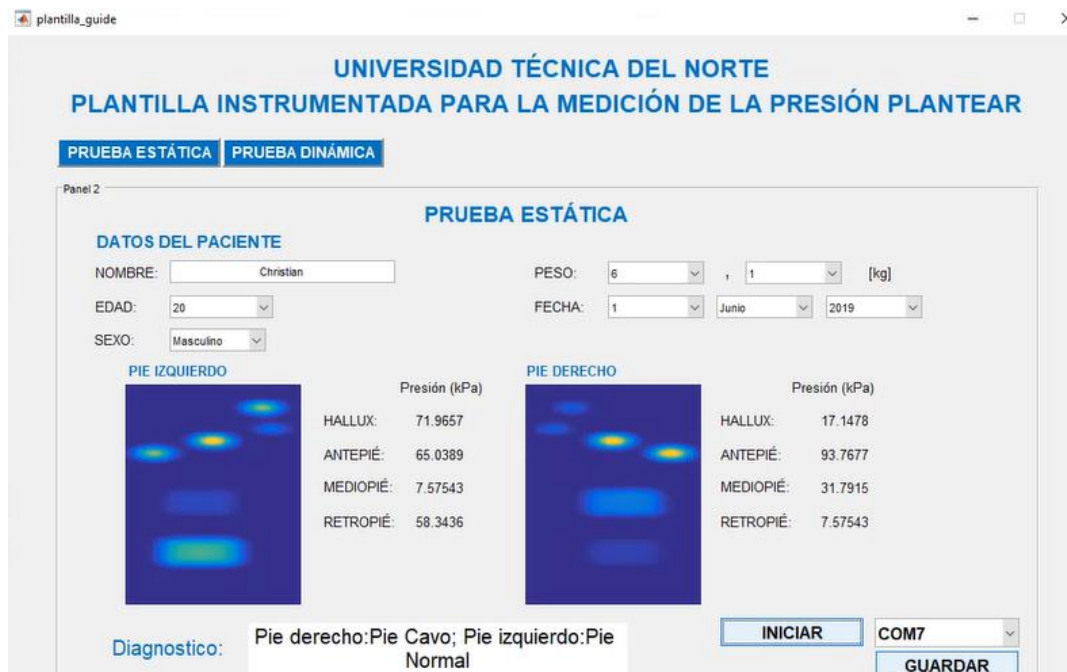 plantilla_guide
UNIVERSIDAD TÉCNICA DEL NORTE
PLANTILLA INSTRUMENTADA PARA LA MEDICIÓN DE LA PRESIÓN PLANTEAR
PRUEBA ESTÁTICA PRUEBA DINÁMICA
Panel 2
PRUEBA ESTÁTICA
DATOS DEL PACIENTE
NOMBRE: Christian
PESO: 6 , 1 [kg]
EDAD: 20
FECHA: 1 Junio 2019
SEXO: Masculino
PIE IZQUIERDO
Presión (kPa)
HALLUX: 71.9657
ANTEPIÉ: 65.0389
MEDIOPIÉ: 7.57543
RETROPIÉ: 58.3436
PIE DERECHO
Presión (kPa)
HALLUX: 17.1478
ANTEPIÉ: 93.7677
MEDIOPIÉ: 31.7915
RETROPIÉ: 7.57543
Diagnostico:
Pie derecho:Pie Cavo; Pie izquierdo:Pie
Normal
INICIAR
COM7
GUARDAR